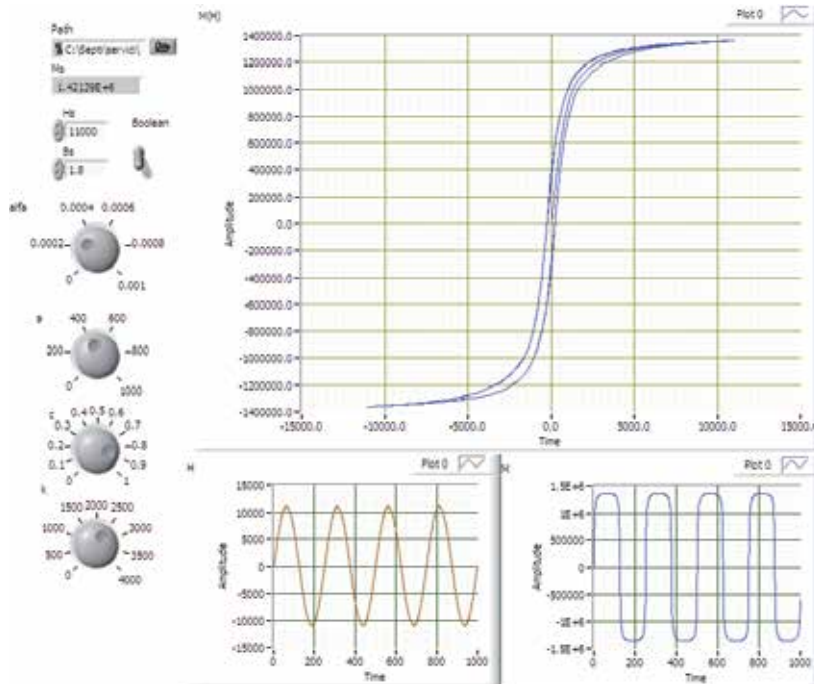 M(H)
Plot 0
Path
C:\Sept\servici\,
Ms
1.42139E+6
Hs
11000
Boolean
Bs
1.8
alfa
0.0004 0.0006
0.0002 0.0008
0 0.001
a
400 600
200 800
0 1000
c
0.4 0.5 0.6
0.3 0.7
0.2 0.8
0.1 0.9
0 1
k
1500 2000 2500
1000 3000
500 3500
0 4000
Amplitude
1400000.0
1200000.0
1000000.0
800000.0
600000.0
400000.0
200000.0
0.0
-200000.0
-400000.0
-600000.0
-800000.0
-1000000.0
-1200000.0
-1400000.0
-15000.0 -10000.0 -5000.0 0.0 5000.0 10000.0 15000.0
Time
H
Plot 0
Amplitude
15000
10000
5000
0
-5000
-10000
-15000
0 200 400 600 800 1000
Time
Plot 0
Amplitude
1.5E+6
1E+6
500000
0
-500000
-1E+6
-1.5E+6
0 200 400 600 800 1000
Time